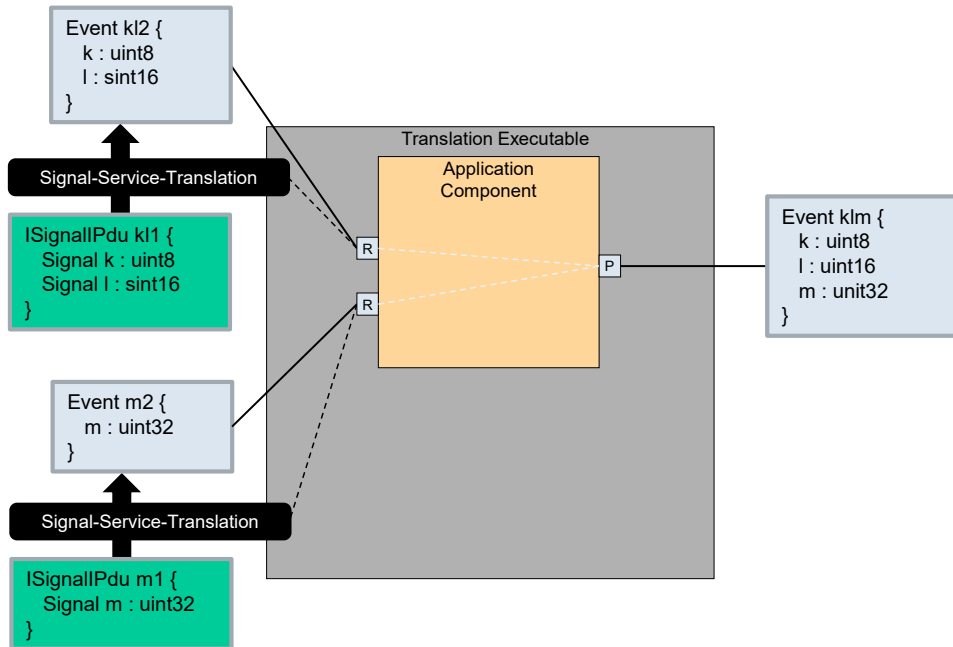 Event kl2 {
k : uint8
l : sint16
}
Signal-Service-Translation
ISignalIPdu kl1 {
Signal k : uint8
Signal l : sint16
}
Event m2 {
m : uint32
}
Signal-Service-Translation
ISignalIPdu m1 {
Signal m : uint32
}
Translation Executable
Application
Component
R
R
P
Event klm {
k : uint8
l : uint16
m : unit32
}